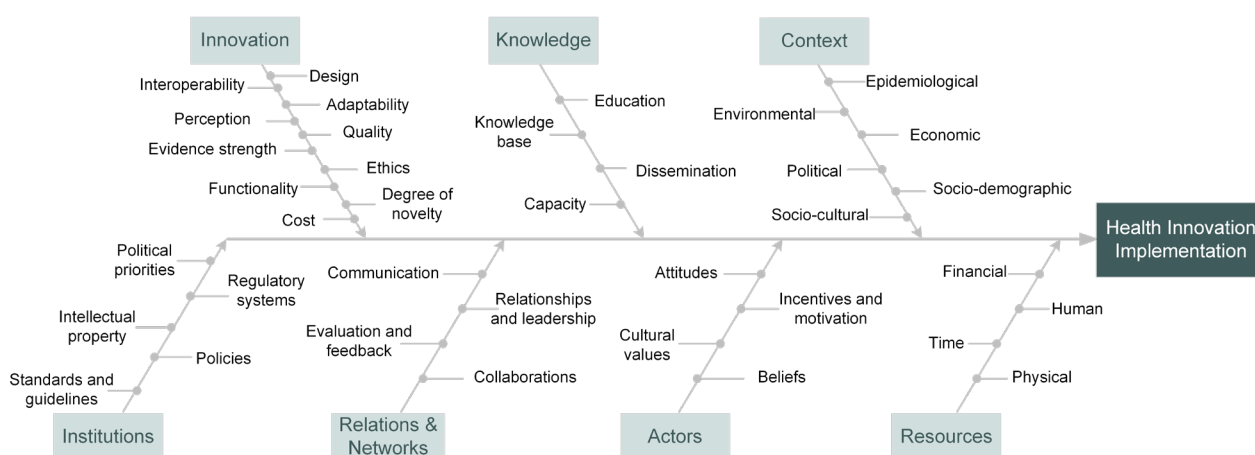 Innovation
Knowledge
Context
Design
Interoperability
Adaptability
Perception
Quality
Evidence strength
Ethics
Functionality
Degree of
novelty
Cost
Education
Knowledge
base
Dissemination
Capacity
Epidemiological
Environmental
Economic
Political
Socio-demographic
Socio-cultural
Health Innovation
Implementation
Political
priorities
Regulatory
systems
Intellectual
property
Policies
Standards and
guidelines
Communication
Relationships
and leadership
Evaluation and
feedback
Collaborations
Attitudes
Incentives and
motivation
Cultural
values
Beliefs
Financial
Human
Time
Physical
Institutions
Relations &
Networks
Actors
Resources